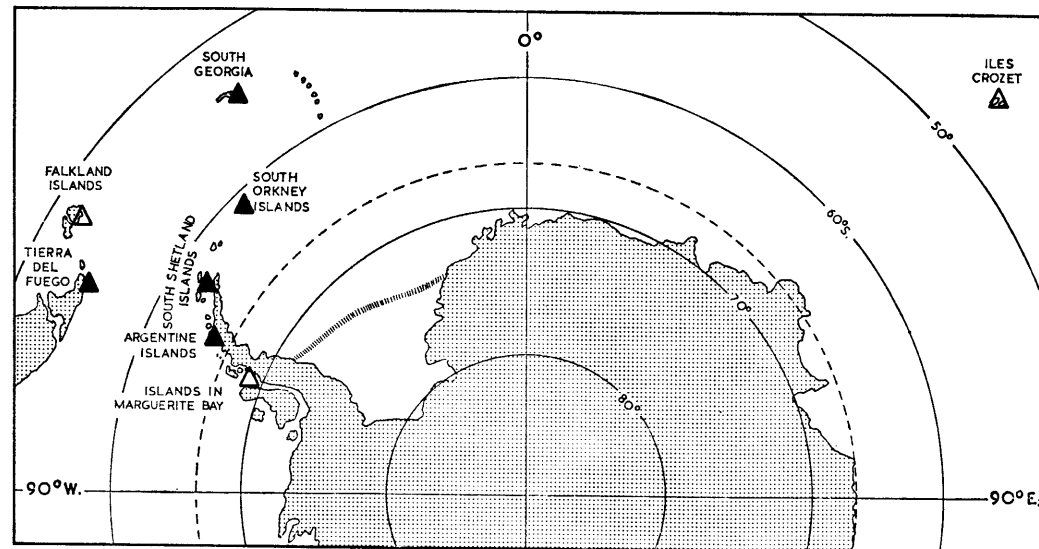 0°
SOUTH
GEORGIA
ILES
CROZET
50°
FALKLAND
ISLANDS
SOUTH
ORKNEY
ISLANDS
60°S.
TIERRA
DEL
FUEGO
SOUTH SHETLAND
ISLANDS
70°
ARGENTINE
ISLANDS
ISLANDS IN
MARGUERITE BAY
80°
90°W.
90°E.